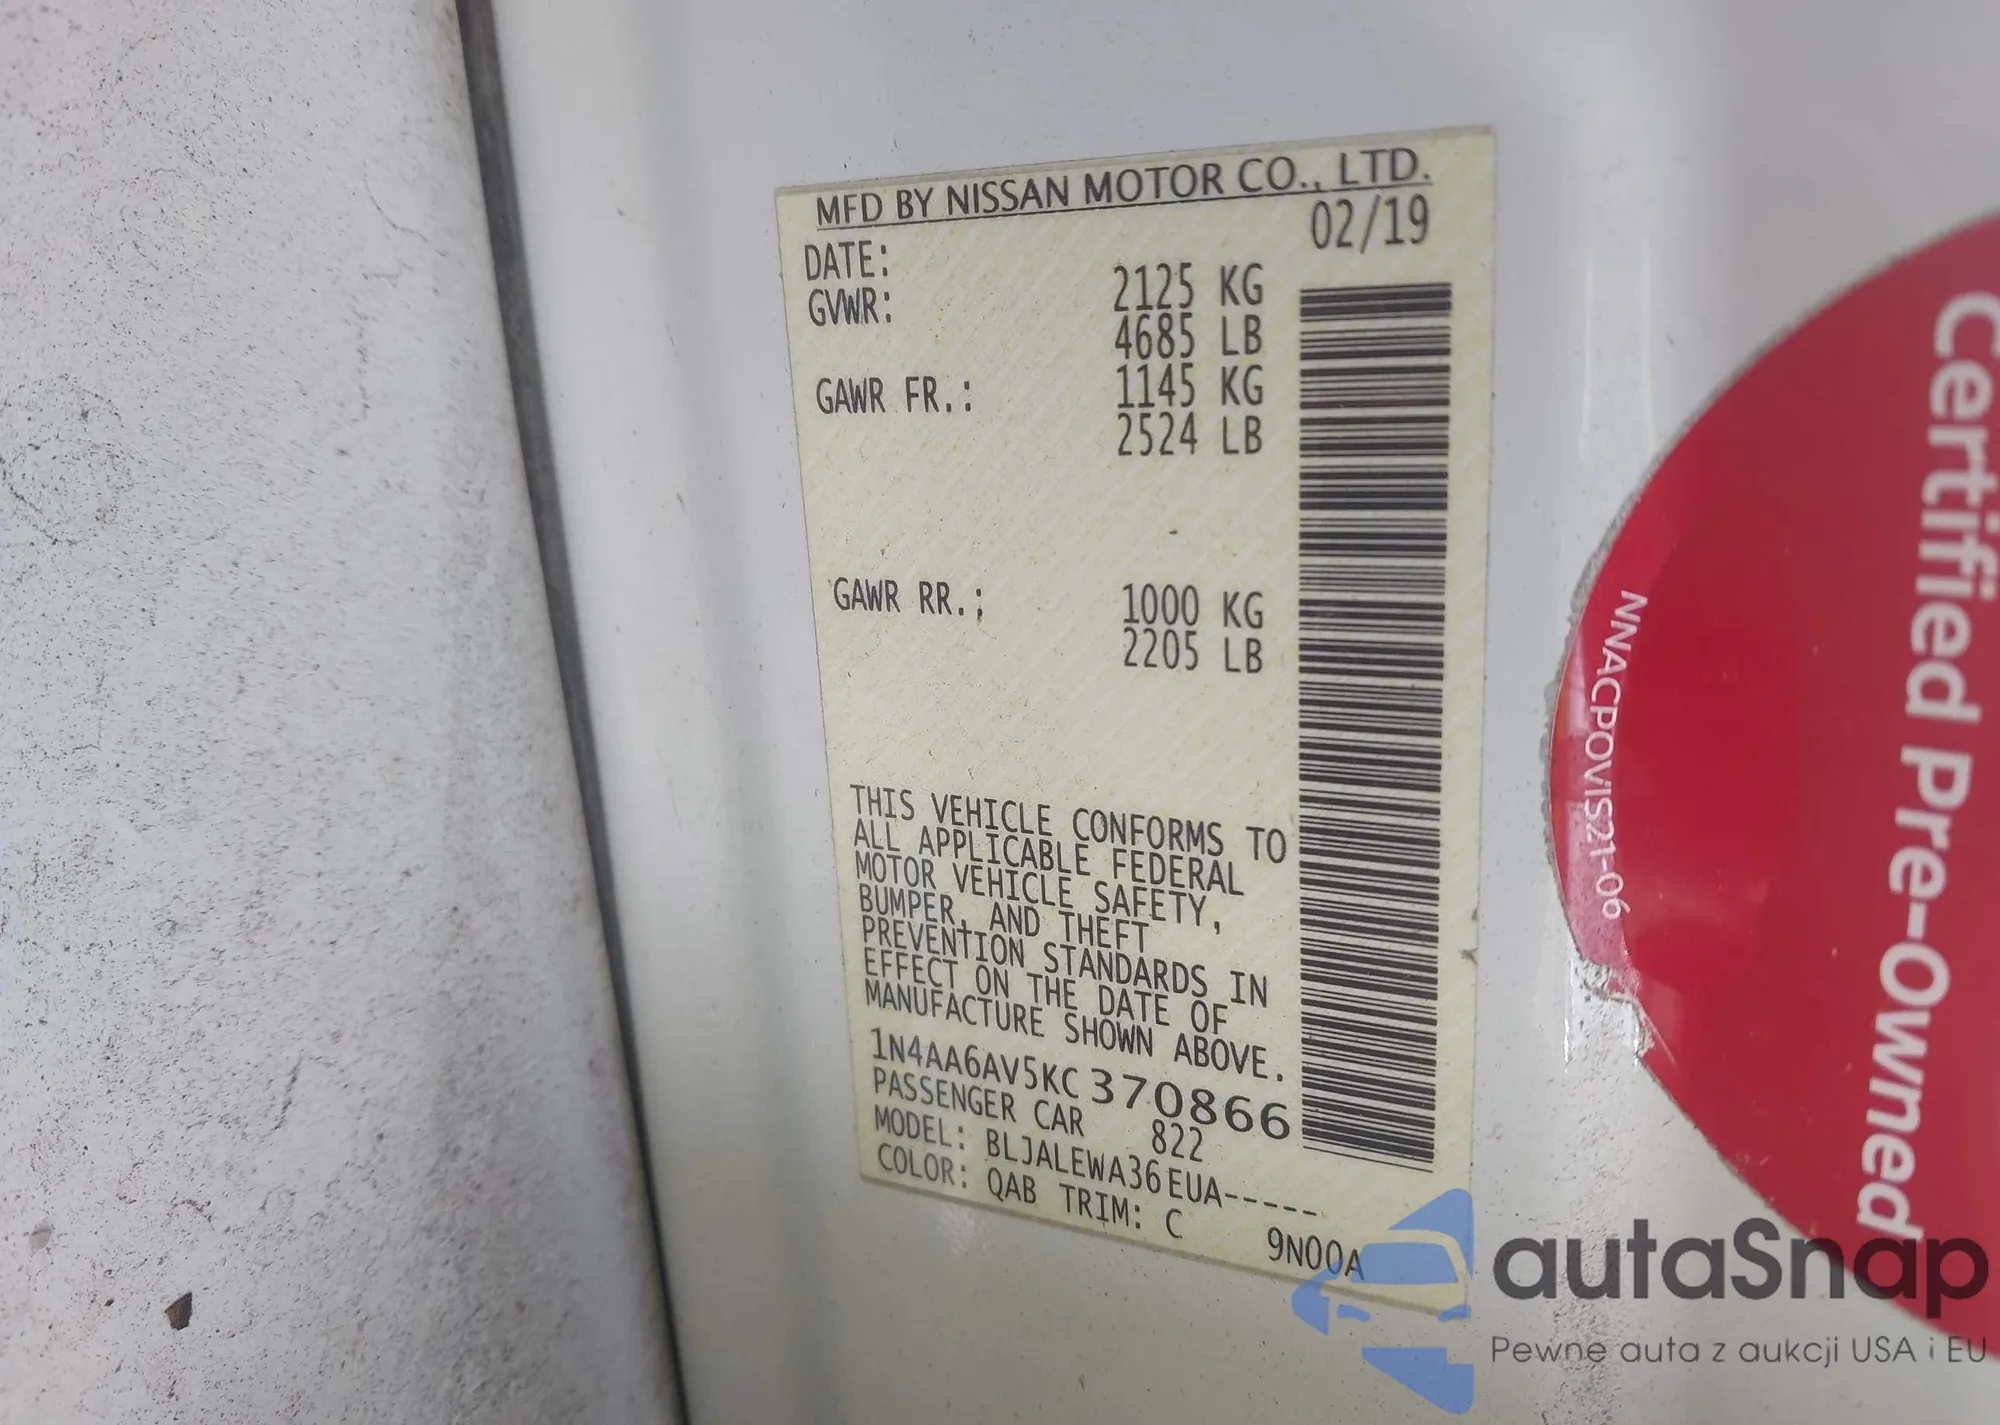 MFD BY NISSAN MOTOR CO., LTD.
DATE: 02/19
GVWR: 2125 KG
4685 LB
GAWR FR.: 1145 KG
2524 LB
GAWR RR.: 1000 KG
2205 LB
THIS VEHICLE CONFORMS TO
ALL APPLICABLE FEDERAL
MOTOR VEHICLE SAFETY,
BUMPER, AND THEFT
PREVENTION STANDARDS IN
EFFECT ON THE DATE OF
MANUFACTURE SHOWN ABOVE.
1N4AA6AV5KC370866
PASSENGER CAR 822
MODEL: BLJALEWA36EUA-----
COLOR: QAB TRIM: C 9N00A
NNACPOVIS21-06
Certified Pre-Owned
autaSnap
Pewne auta z aukcji USA i EU